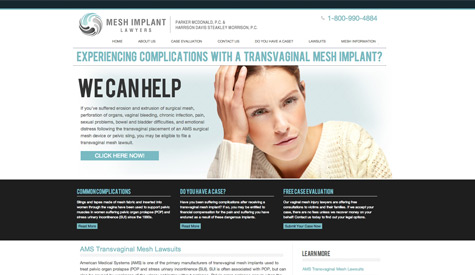 MESH IMPLANT
LAWYERS
PARKER MCDONALD, P.C. &
HARRISON DAVIS STEAKLEY MORRISON, P.C.
1-800-990-4884
HOME ABOUT US CASE EVALUATION CONTACT US DO YOU HAVE A CASE? LAWSUITS MESH INFORMATION
EXPERIENCING COMPLICATIONS WITH A TRANSVAGINAL MESH IMPLANT?
WE CAN HELP
If you've suffered erosion and extrusion of surgical mesh,
perforation of organs, vaginal bleeding, chronic infection, pain,
sexual problems, bowel and bladder difficulties, and emotional
distress following the transvaginal placement of an AMS surgical
mesh device or pelvic sling, you may be eligible to file a
transvaginal mesh lawsuit.
CLICK HERE NOW!
COMMON COMPLICATIONS
Slings and tapes made of mesh fabric and inserted into
women through the vagina have been used to support pelvic
muscles in women suffering pelvic organ prolapse (POP) and
stress urinary incontinence (SUI) since the 1990s.
Read More
DO YOU HAVE A CASE?
Have you been suffering complications after receiving a
transvaginal mesh implant? If so, you may be entitled to
financial compensation for the pain and suffering you have
endured as a result of these dangerous implants.
Read More
FREE CASE EVALUATION
Our vaginal mesh injury lawyers are offering free
consultations to victims and their families. If we accept your
case, there are no fees unless we recover money on your
behalf! Contact us today to find out your legal options.
Submit Your Case Now
AMS Transvaginal Mesh Lawsuits
American Medical Systems (AMS) is one of the primary manufacturers of transvaginal mesh implants used to
treat pelvic organ prolapse (POP) and stress urinary incontinence (SUI). SUI is often associated with POP, but can
LEARN MORE
AMS Transvaginal Mesh Lawsuits